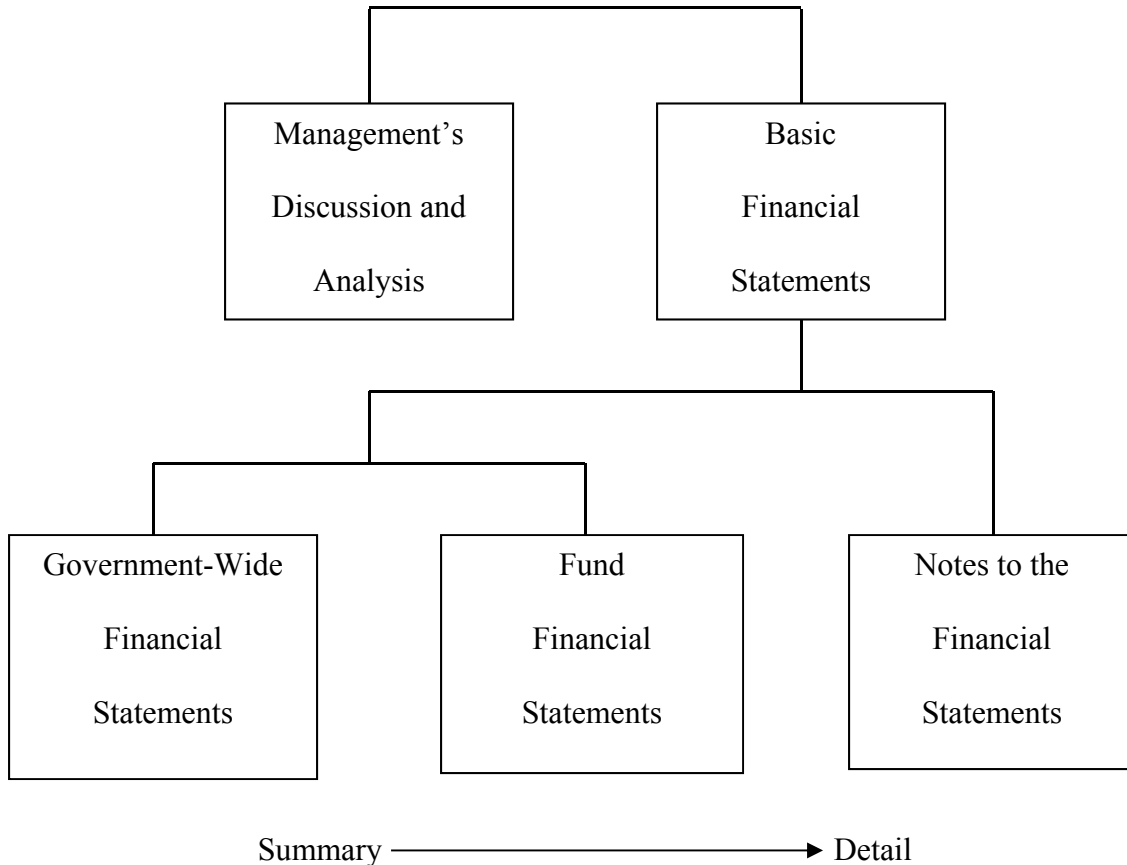 Management’s
Discussion and
Analysis
Basic
Financial
Statements
Government-Wide
Financial
Statements
Fund
Financial
Statements
Notes to the
Financial
Statements
Summary
Detail